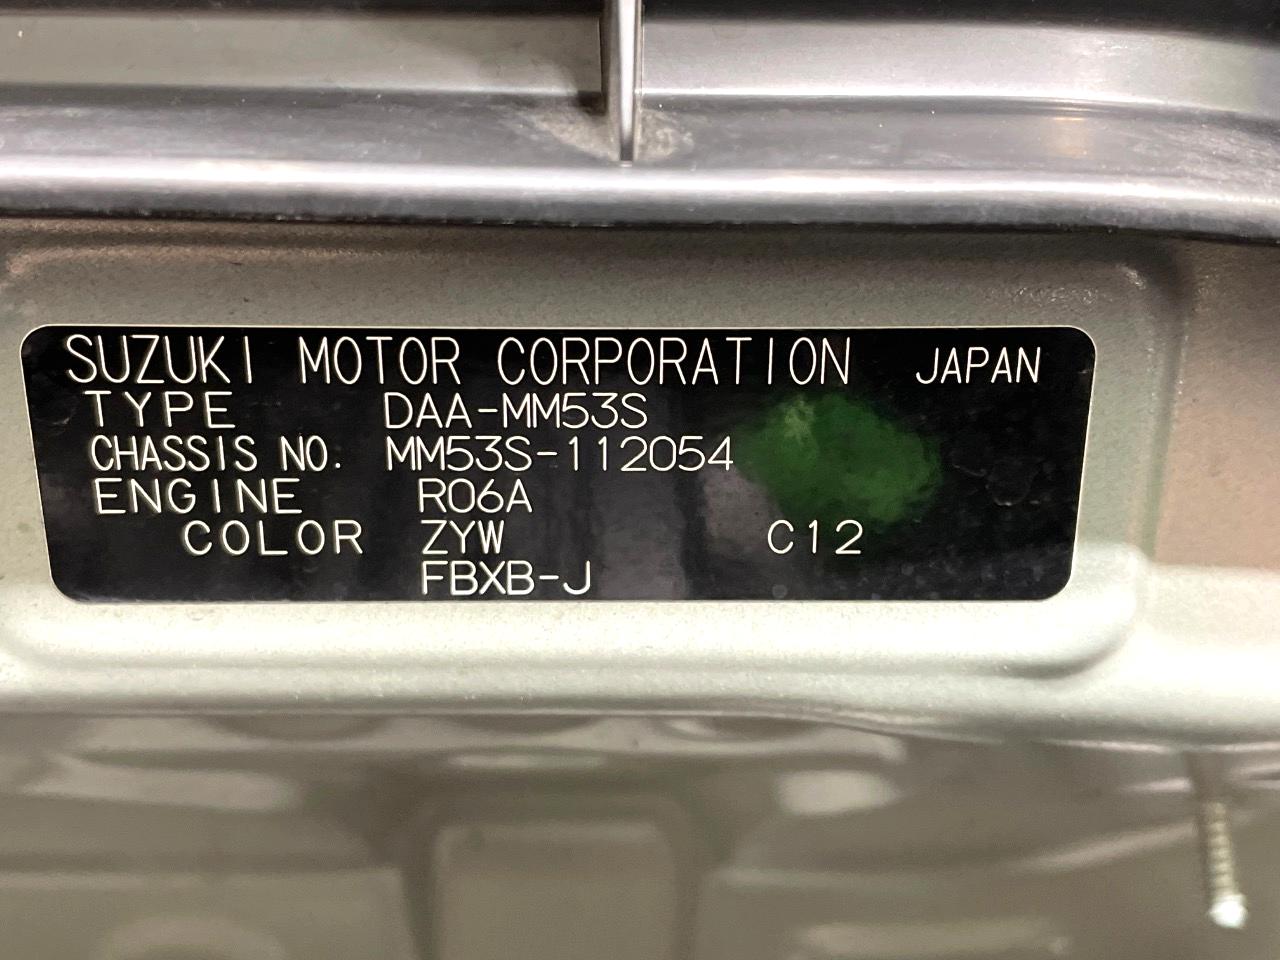 SUZUKI MOTOR CORPORATION JAPAN
TYPE DAA-MM53S
CHASSIS NO. MM53S-112054
ENGINE R06A
COLOR ZYW C12
FBXB-J